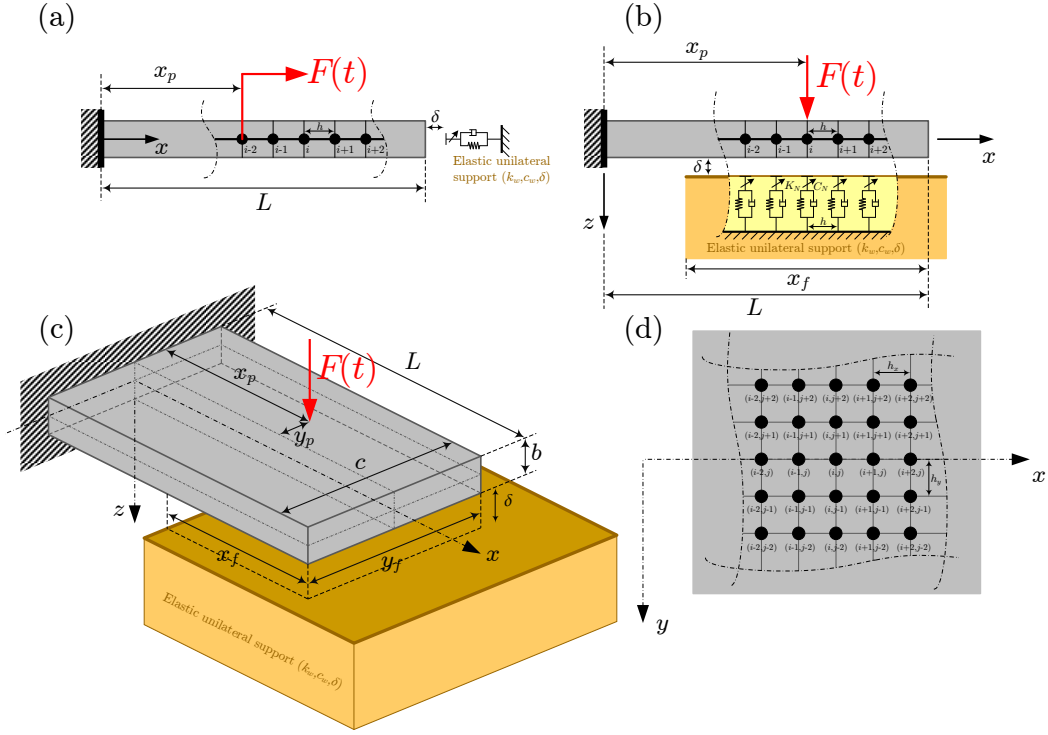 (a)
x_p
F(t)
δ
h
i-2 i-1 i i+1 i+2
x
Elastic unilateral
support (k_w,c_w,δ)
L
(b)
x_p
F(t)
h
i-2 i-1 i i+1 i+2
x
δ
K_N C_N
z
h
Elastic unilateral support (k_w,c_w,δ)
x_f
L
(c)
L
x_p
F(t)
y_p
c
b
z
δ
x_f
y_f
x
Elastic unilateral support (k_w,c_w,δ)
(d)
h_x
(i-2,j+2) (i-1,j+2) (i,j+2) (i+1,j+2) (i+2,j+2)
(i-2,j+1) (i-1,j+1) (i,j+1) (i+1,j+1) (i+2,j+1)
(i-2,j) (i-1,j) (i,j) (i+1,j) (i+2,j)
x
h_y
(i-2,j-1) (i-1,j-1) (i,j-1) (i+1,j-1) (i+2,j-1)
(i-2,j-2) (i-1,j-2) (i,j-2) (i+1,j-2) (i+2,j-2)
y